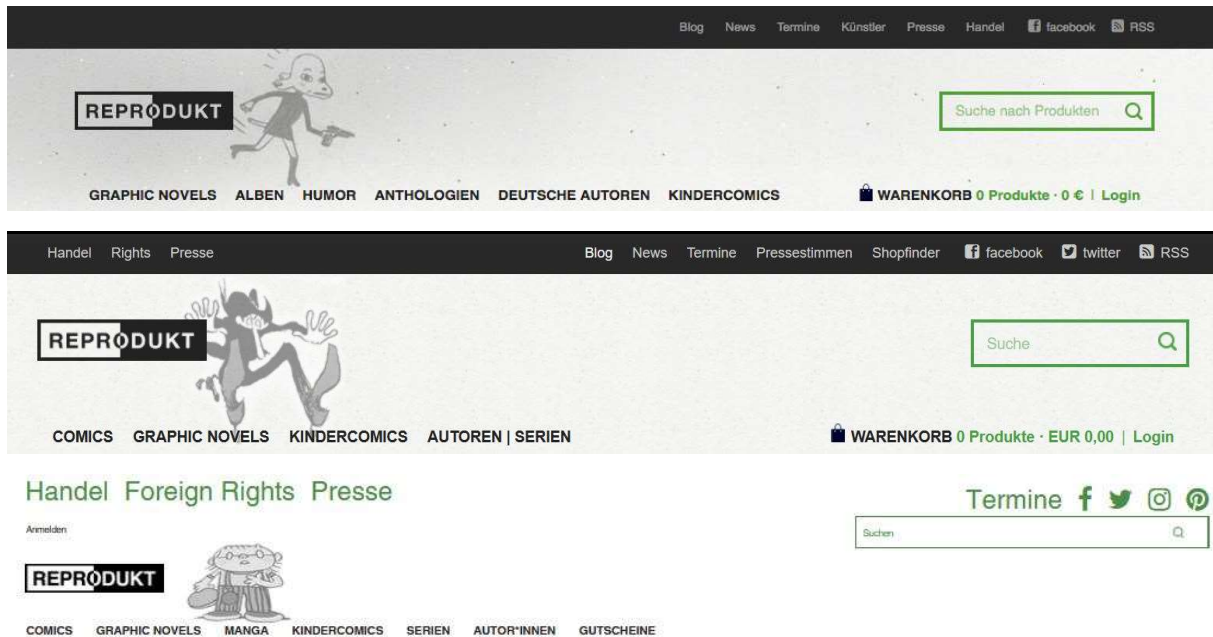 Blog News Termine Künstler Presse Handel facebook RSS
REPRODUKT
Suche nach Produkten
GRAPHIC NOVELS ALBEN HUMOR ANTHOLOGIEN DEUTSCHE AUTOREN KINDERCOMICS WARENKORB 0 Produkte · 0 € | Login
Handel Rights Presse Blog News Termine Pressestimmen Shopfinder facebook twitter RSS
REPRODUKT
Suche
COMICS GRAPHIC NOVELS KINDERCOMICS AUTOREN | SERIEN WARENKORB 0 Produkte · EUR 0,00 | Login
Handel Foreign Rights Presse Termine
Anmelden
Suchen
REPRODUKT
COMICS GRAPHIC NOVELS MANGA KINDERCOMICS SERIEN AUTOR*INNEN GUTSCHEINE